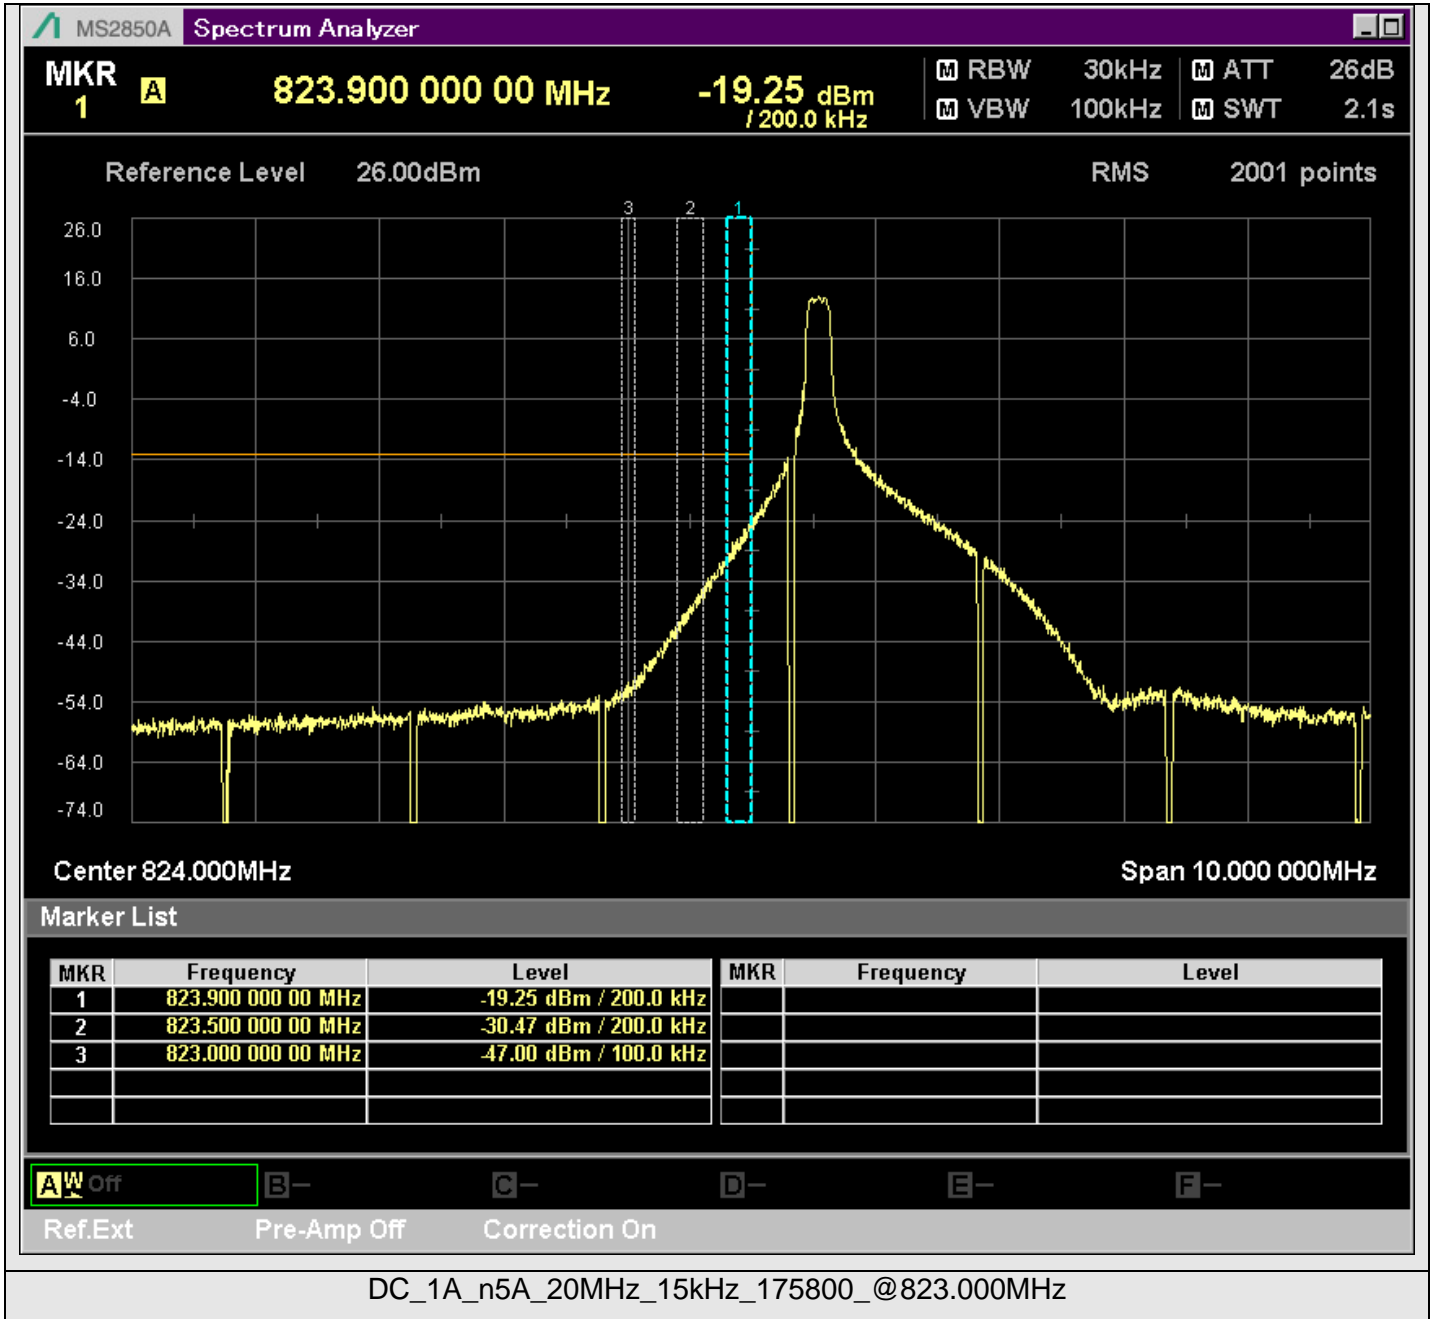 MS2850A Spectrum Analyzer
MKR 1 A 823.900 000 00 MHz -19.25 dBm / 200.0 kHz
M RBW 30kHz M ATT 26dB
M VBW 100kHz M SWT 2.1s
Reference Level 26.00dBm RMS 2001 points
3 2 1
26.0
16.0
6.0
-4.0
-14.0
-24.0
-34.0
-44.0
-54.0
-64.0
-74.0
Center 824.000MHz Span 10.000 000MHz
Marker List
MKR Frequency Level MKR Frequency Level
1 823.900 000 00 MHz -19.25 dBm / 200.0 kHz
2 823.500 000 00 MHz -30.47 dBm / 200.0 kHz
3 823.000 000 00 MHz -47.00 dBm / 100.0 kHz
A W Off B — C — D — E — F —
Ref.Ext Pre-Amp Off Correction On
DC_1A_n5A_20MHz_15kHz_175800_@823.000MHz